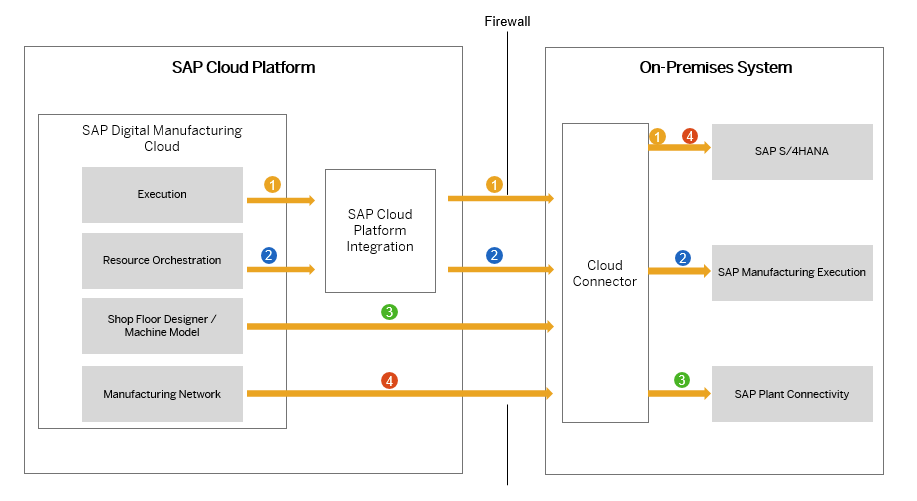 Firewall
SAP Cloud Platform
On-Premises System
SAP Digital Manufacturing
Cloud
Execution
1
Resource Orchestration
2
Shop Floor Designer /
Machine Model
3
Manufacturing Network
4
SAP Cloud
Platform
Integration
1
2
Cloud
Connector
1 4
SAP S/4HANA
2
SAP Manufacturing Execution
3
SAP Plant Connectivity